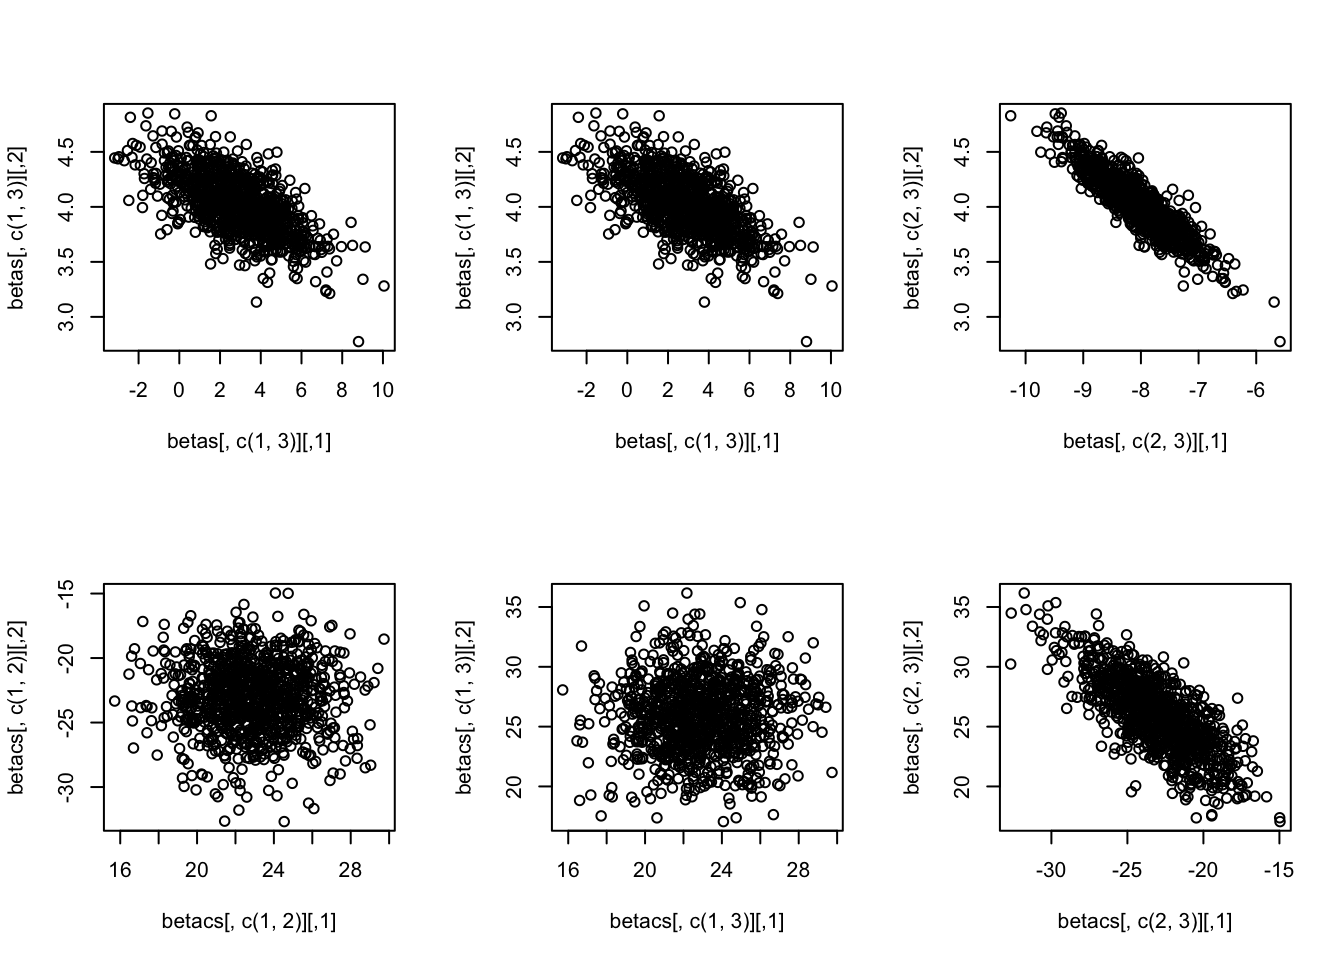 betas[, c(1, 3)][,2]
4.5
4.0
3.5
3.0
-2 0 2 4 6 8 10
betas[, c(1, 3)][,1]
betas[, c(1, 3)][,2]
4.5
4.0
3.5
3.0
-2 0 2 4 6 8 10
betas[, c(1, 3)][,1]
betas[, c(2, 3)][,2]
4.5
4.0
3.5
3.0
-10 -9 -8 -7 -6
betas[, c(2, 3)][,1]
betacs[, c(1, 2)][,2]
-15
-20
-25
-30
16 20 24 28
betacs[, c(1, 2)][,1]
betacs[, c(1, 3)][,2]
35
30
25
20
16 20 24 28
betacs[, c(1, 3)][,1]
betacs[, c(2, 3)][,2]
35
30
25
20
-30 -25 -20 -15
betacs[, c(2, 3)][,1]